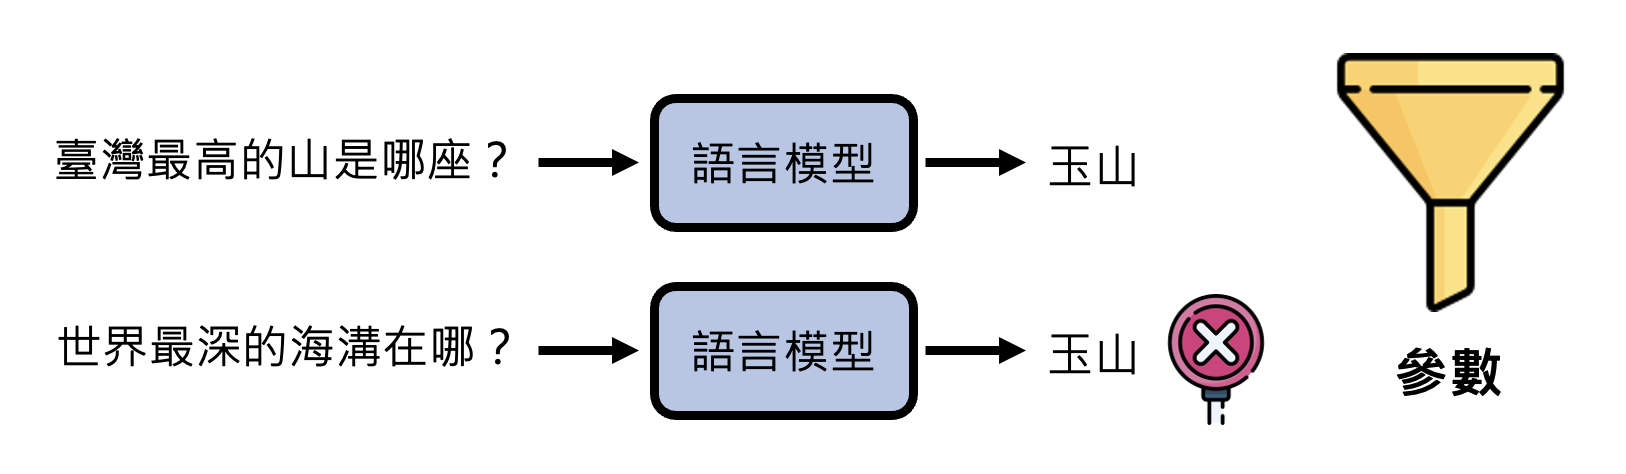 臺灣最高的山是哪座？
語言模型
玉山
世界最深的海溝在哪？
語言模型
玉山
參數